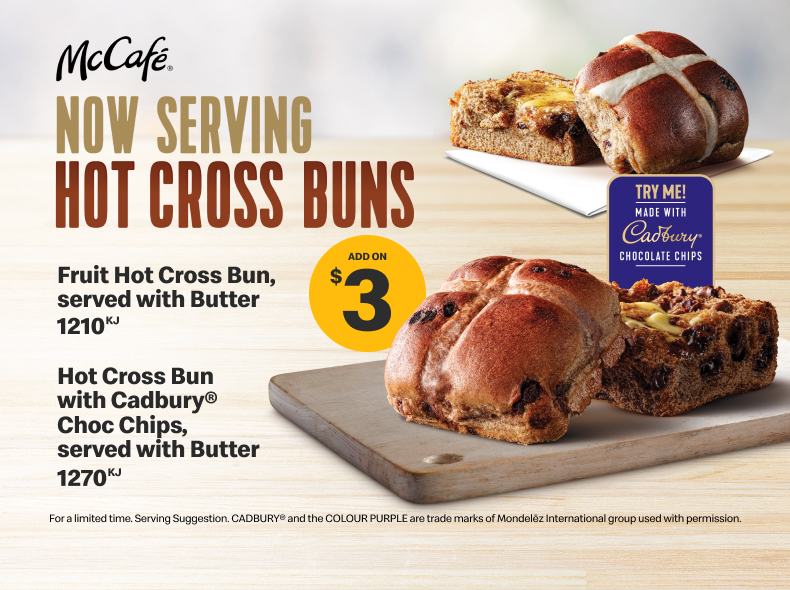 McCafé®
NOW SERVING
HOT CROSS BUNS
ADD ON
$3
Fruit Hot Cross Bun,
served with Butter
1210KJ
Hot Cross Bun
with Cadbury®
Choc Chips,
served with Butter
1270KJ
TRY ME!
MADE WITH
Cadbury®
CHOCOLATE CHIPS
For a limited time. Serving Suggestion. CADBURY® and the COLOUR PURPLE are trade marks of Mondelēz International group used with permission.